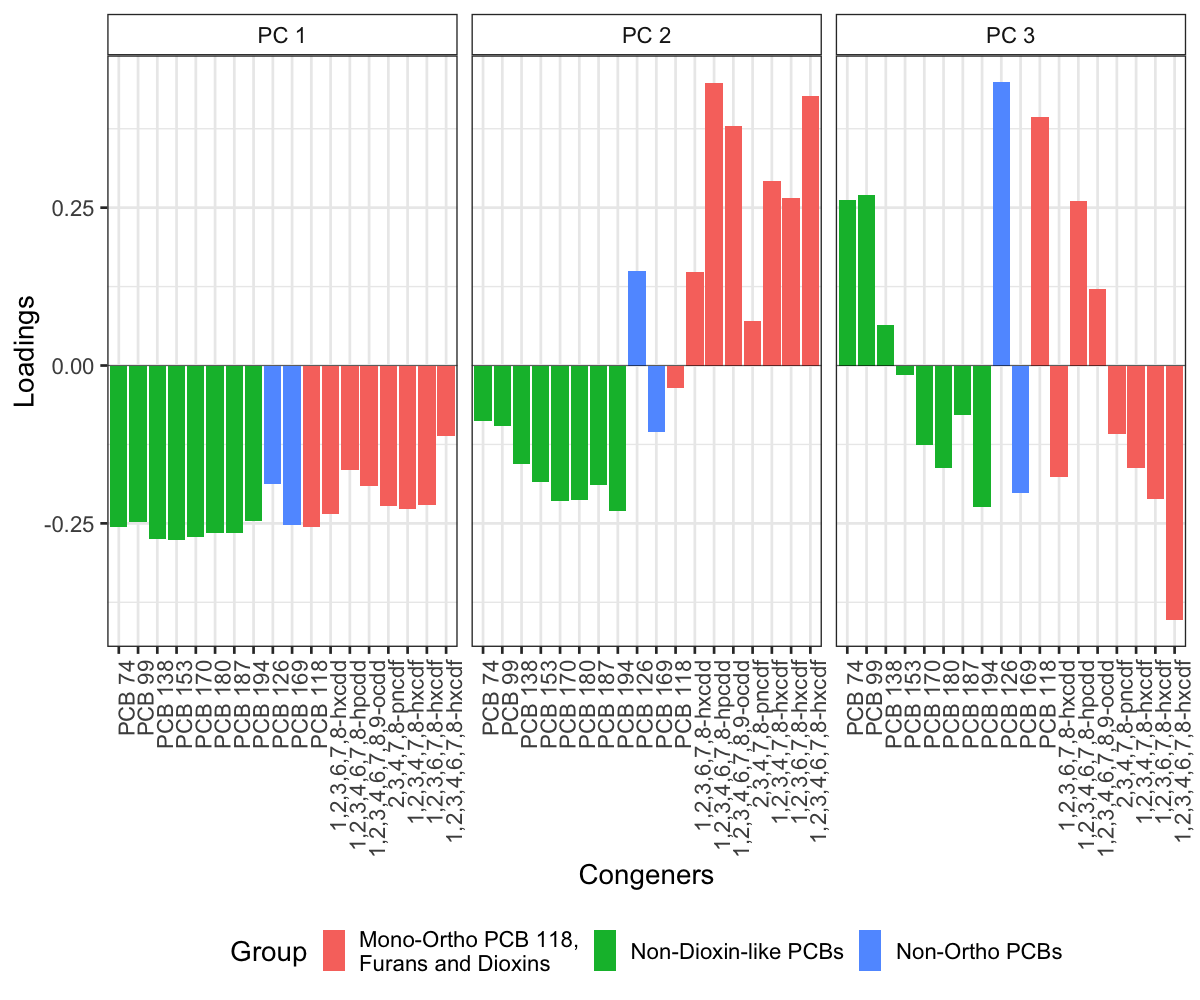 PC 1
PC 2
PC 3
Loadings
0.25
0.00
-0.25
PCB 74
PCB 99
PCB 138
PCB 153
PCB 170
PCB 180
PCB 187
PCB 194
PCB 126
PCB 169
PCB 118
1,2,3,6,7,8-hxcdd
1,2,3,4,6,7,8-hpcdd
1,2,3,4,6,7,8,9-ocdd
2,3,4,7,8-pncdf
1,2,3,4,7,8-hxcdf
1,2,3,6,7,8-hxcdf
1,2,3,4,6,7,8-hxcdf
PCB 74
PCB 99
PCB 138
PCB 153
PCB 170
PCB 180
PCB 187
PCB 194
PCB 126
PCB 169
PCB 118
1,2,3,6,7,8-hxcdd
1,2,3,4,6,7,8-hpcdd
1,2,3,4,6,7,8,9-ocdd
2,3,4,7,8-pncdf
1,2,3,4,7,8-hxcdf
1,2,3,6,7,8-hxcdf
1,2,3,4,6,7,8-hxcdf
PCB 74
PCB 99
PCB 138
PCB 153
PCB 170
PCB 180
PCB 187
PCB 194
PCB 126
PCB 169
PCB 118
1,2,3,6,7,8-hxcdd
1,2,3,4,6,7,8-hpcdd
1,2,3,4,6,7,8,9-ocdd
2,3,4,7,8-pncdf
1,2,3,4,7,8-hxcdf
1,2,3,6,7,8-hxcdf
1,2,3,4,6,7,8-hxcdf
Congeners
Group
Mono-Ortho PCB 118,
Furans and Dioxins
Non-Dioxin-like PCBs
Non-Ortho PCBs